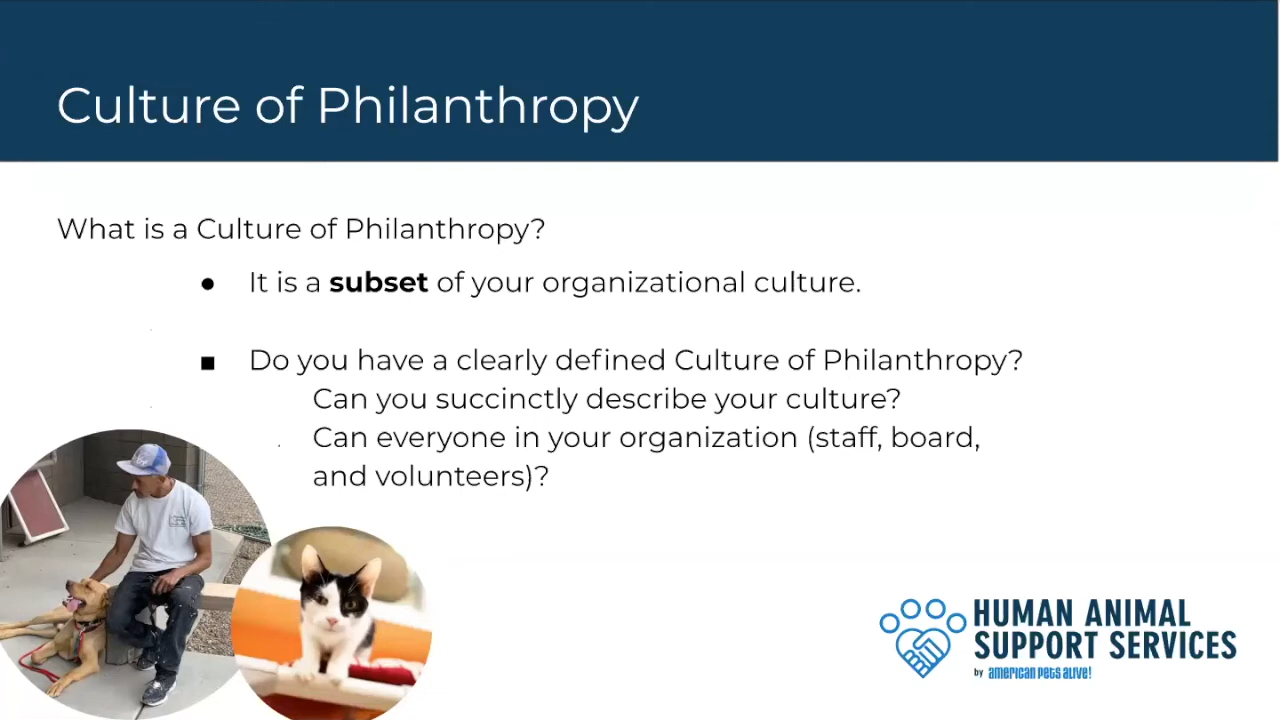 Culture of Philanthropy
What is a Culture of Philanthropy?
● It is a subset of your organizational culture.
■ Do you have a clearly defined Culture of Philanthropy?
Can you succinctly describe your culture?
Can everyone in your organization (staff, board,
and volunteers)?
HUMAN ANIMAL
SUPPORT SERVICES
by american pets alive!